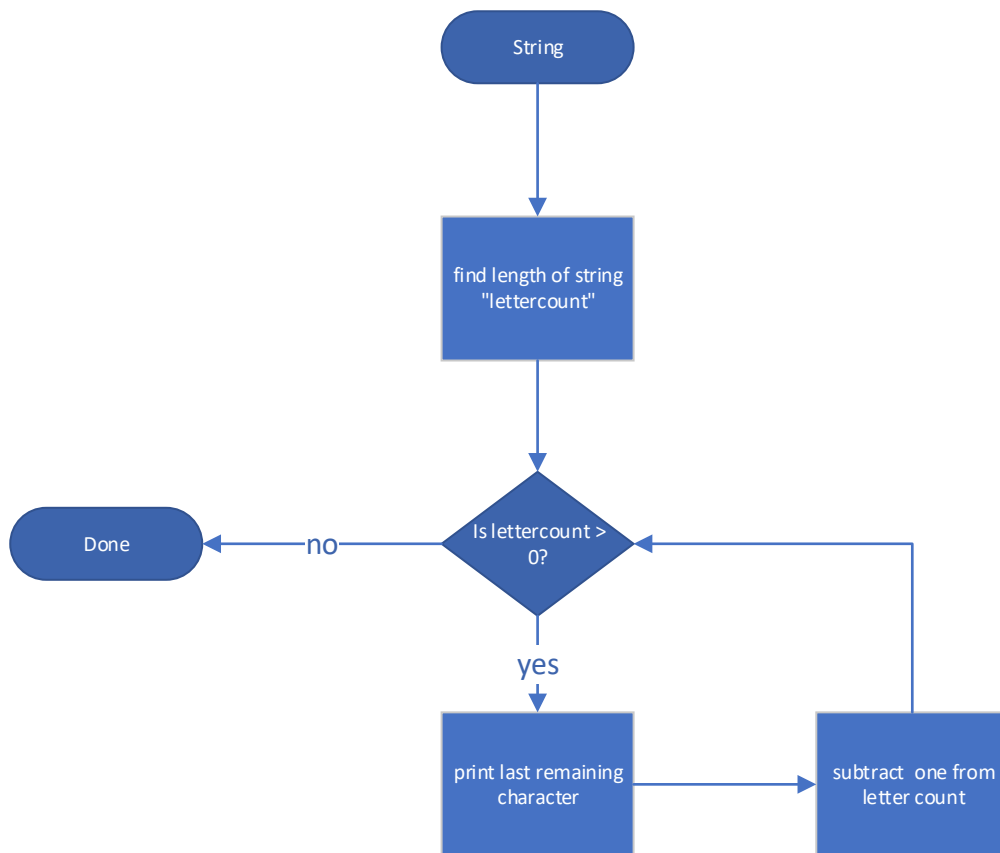 String
find length of string
"lettercount"
Is lettercount >
0?
Done
no
yes
print last remaining
character
subtract  one from
letter count